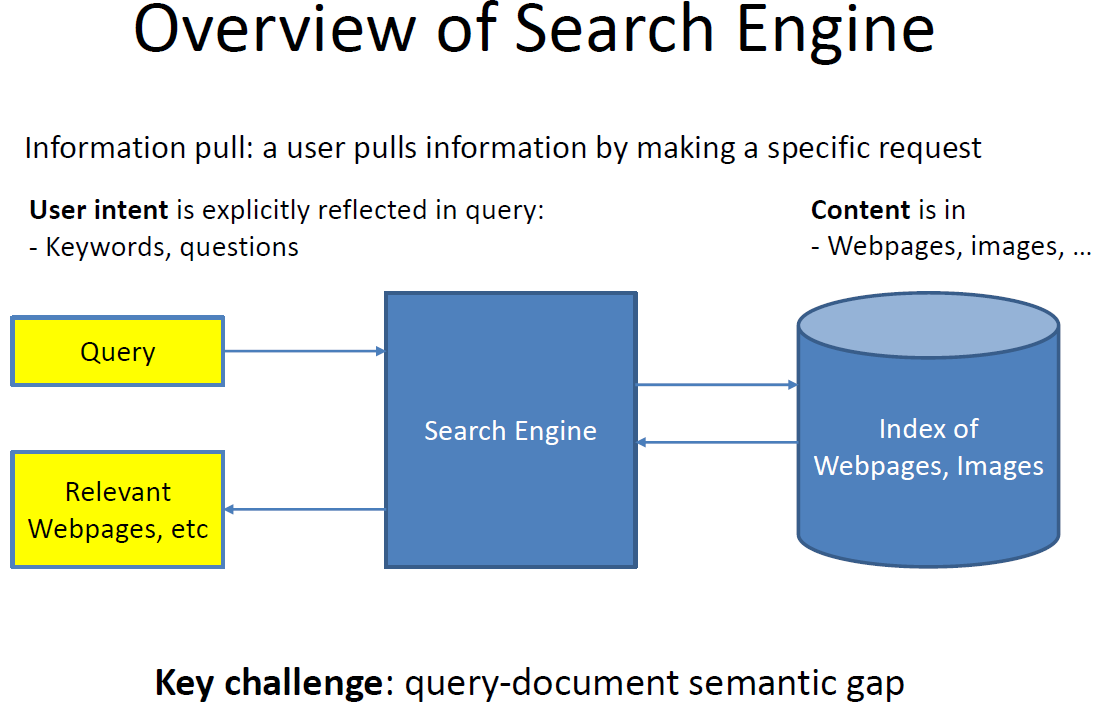 Overview of Search Engine
Information pull: a user pulls information by making a specific request
User intent is explicitly reflected in query:
- Keywords, questions
Content is in
- Webpages, images, …
Query
Relevant
Webpages, etc
Search Engine
Index of
Webpages, Images
Key challenge: query-document semantic gap